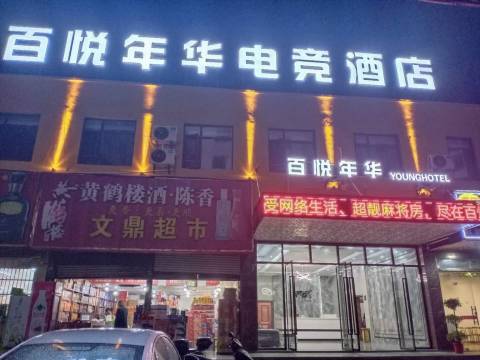 百悦年华电竞酒店
百悦年华 YOUNGHOTEL
黄鹤楼酒·陈香
文鼎超市
受网络生活、超靓麻将房、尽在百